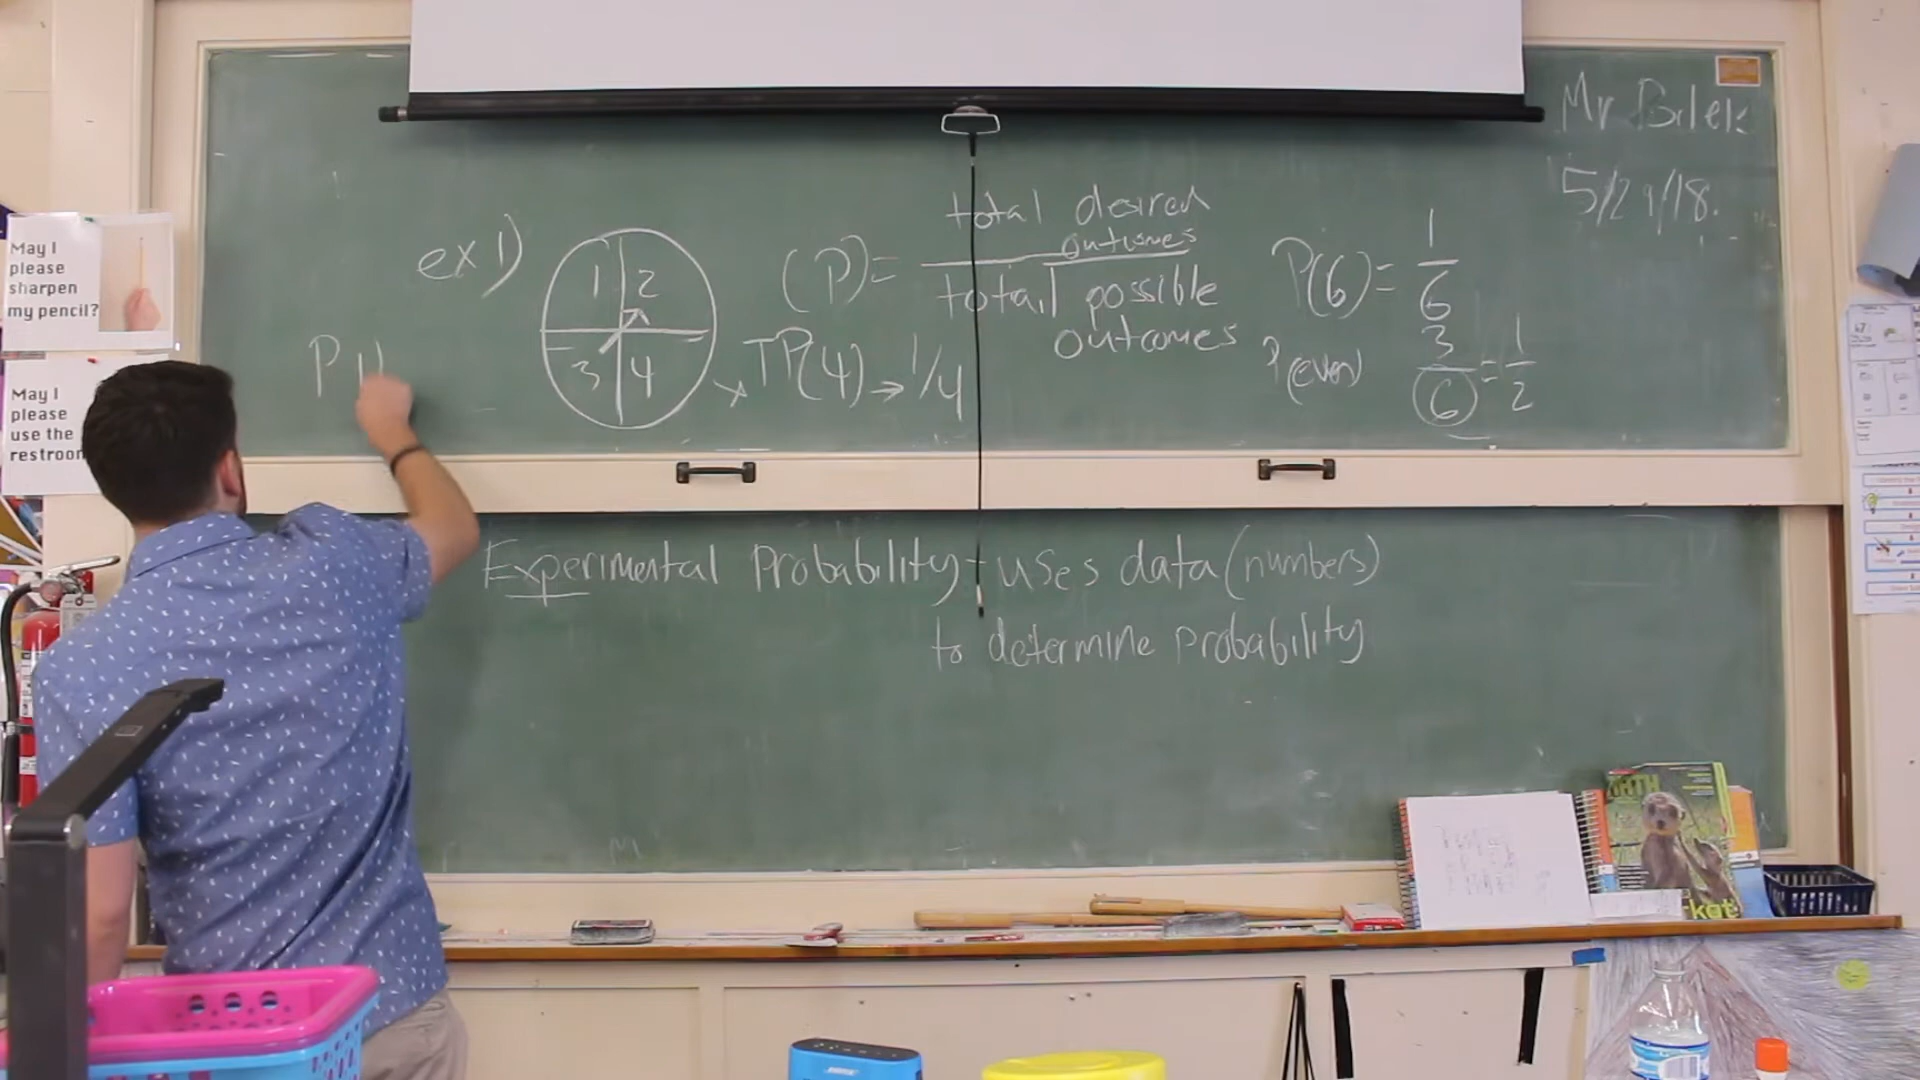 Mr Bilek
5/29/18.
ex 1)
1 2
3 4
(P) = total desired outcomes
total possible outcomes
TP(4) → 1/4
P(6) = 1/6
P(even) 3/6 = 1/2
P
Experimental Probability - uses data (numbers)
to determine probability
May I
please
sharpen
my pencil?
May I
please
use the
restroom
MATH